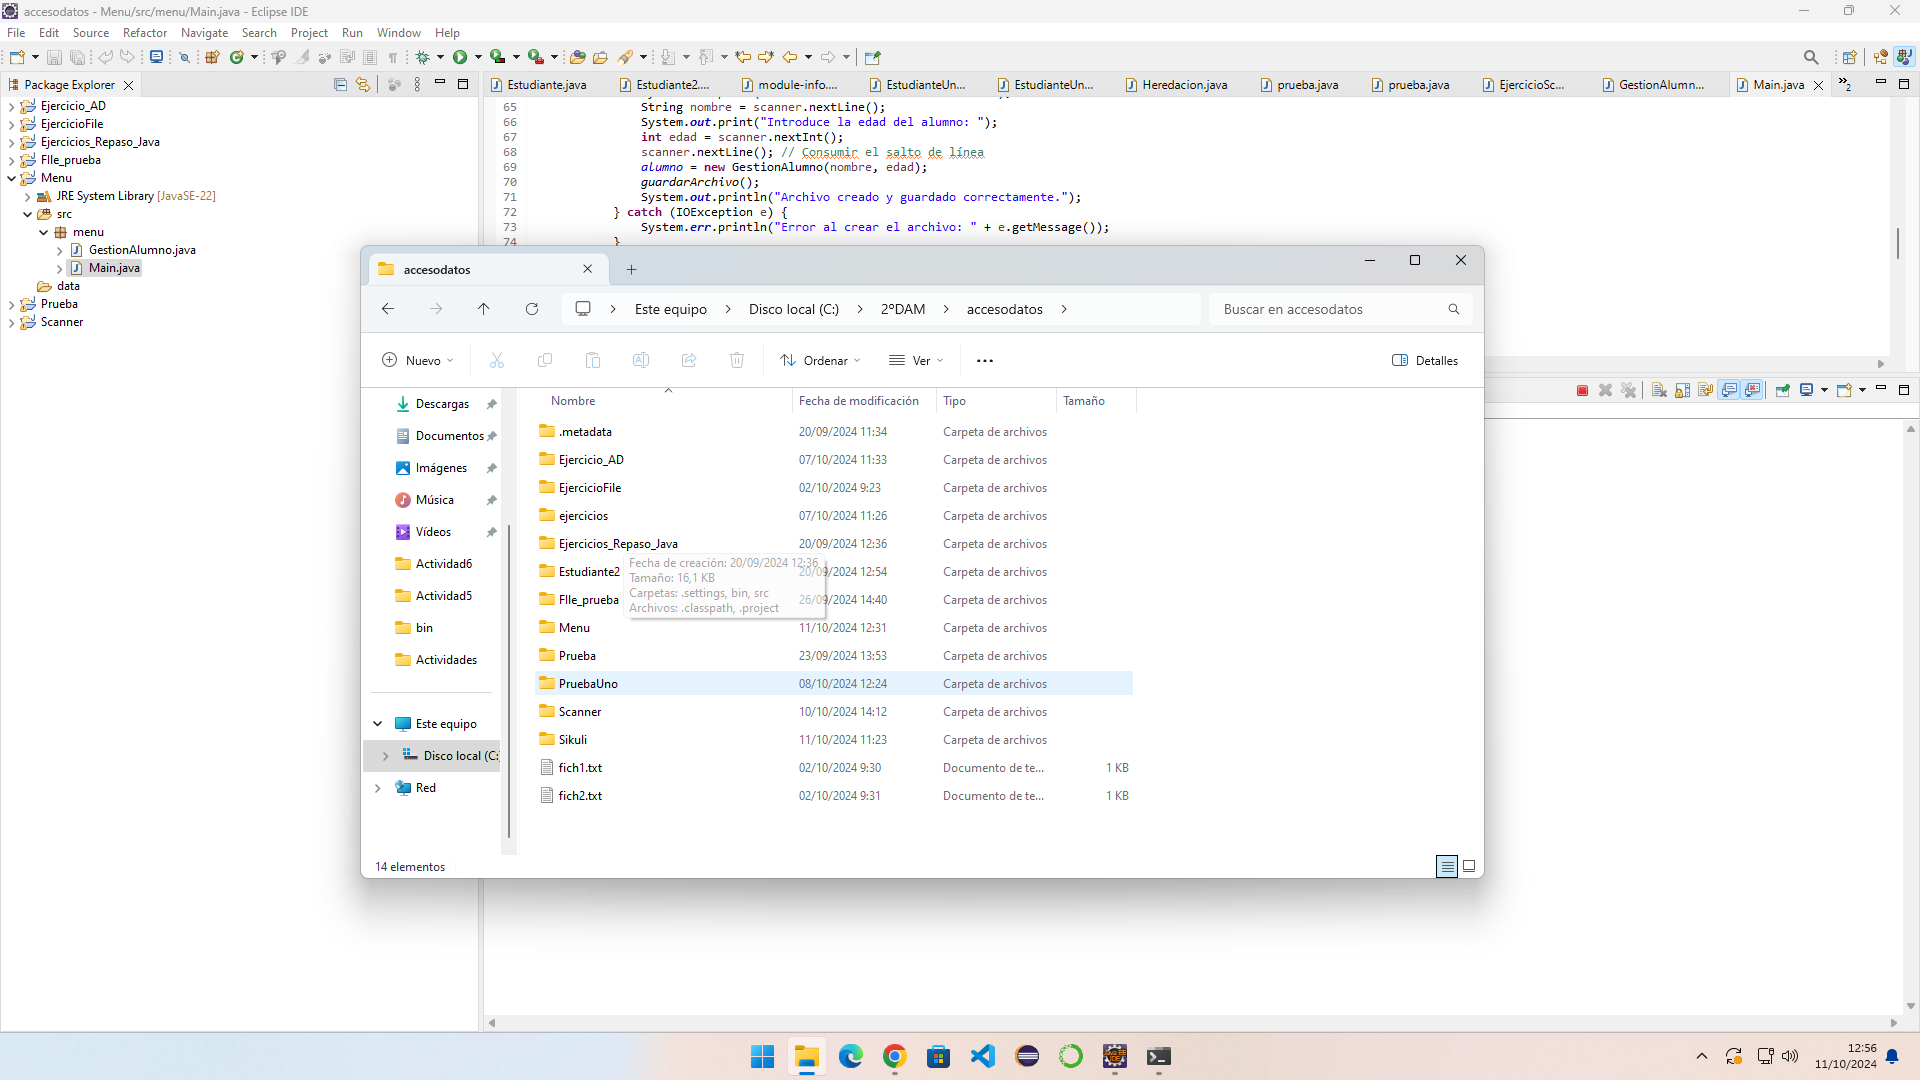 accesodatos - Menu/src/menu/Main.java - Eclipse IDE
File Edit Source Refactor Navigate Search Project Run Window Help
Package Explorer
Ejercicio_AD
EjercicioFile
Ejercicios_Repaso_Java
FIle_prueba
Menu
JRE System Library [JavaSE-22]
src
menu
GestionAlumno.java
Main.java
data
Prueba
Scanner
Estudiante.java Estudiante2.... module-info.... EstudianteUn... EstudianteUn... Heredacion.java prueba.java prueba.java EjercicioSc... GestionAlumn... Main.java »2
65 String nombre = scanner.nextLine();
66 System.out.print("Introduce la edad del alumno: ");
67 int edad = scanner.nextInt();
68 scanner.nextLine(); // Consumir el salto de línea
69 alumno = new GestionAlumno(nombre, edad);
70 guardarArchivo();
71 System.out.println("Archivo creado y guardado correctamente.");
72 } catch (IOException e) {
73 System.err.println("Error al crear el archivo: " + e.getMessage());
74 }
accesodatos
Este equipo > Disco local (C:) > 2ºDAM > accesodatos >
Buscar en accesodatos
Nuevo Ordenar Ver ••• Detalles
Descargas
Documentos
Imágenes
Música
Vídeos
Actividad6
Actividad5
bin
Actividades
Este equipo
Disco local (C:
Red
Nombre Fecha de modificación Tipo Tamaño
.metadata 20/09/2024 11:34 Carpeta de archivos
Ejercicio_AD 07/10/2024 11:33 Carpeta de archivos
EjercicioFile 02/10/2024 9:23 Carpeta de archivos
ejercicios 07/10/2024 11:26 Carpeta de archivos
Ejercicios_Repaso_Java 20/09/2024 12:36 Carpeta de archivos
Estudiante2 20/09/2024 12:54 Carpeta de archivos
FIle_prueba 26/09/2024 14:40 Carpeta de archivos
Menu 11/10/2024 12:31 Carpeta de archivos
Prueba 23/09/2024 13:53 Carpeta de archivos
PruebaUno 08/10/2024 12:24 Carpeta de archivos
Scanner 10/10/2024 14:12 Carpeta de archivos
Sikuli 11/10/2024 11:23 Carpeta de archivos
fich1.txt 02/10/2024 9:30 Documento de te... 1 KB
fich2.txt 02/10/2024 9:31 Documento de te... 1 KB
Fecha de creación: 20/09/2024 12:36
Tamaño: 16,1 KB
Carpetas: .settings, bin, src
Archivos: .classpath, .project
14 elementos
12:56
11/10/2024